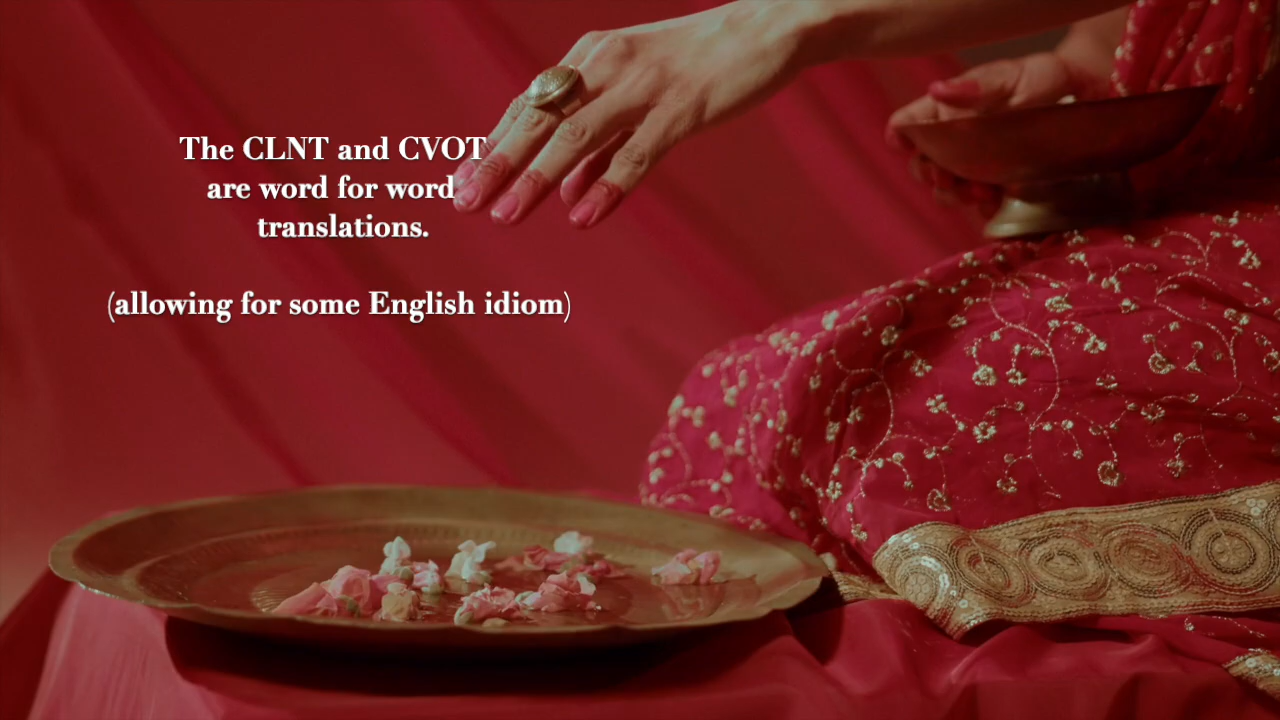 The CLNT and CVOT
are word for word
translations.
(allowing for some English idiom)